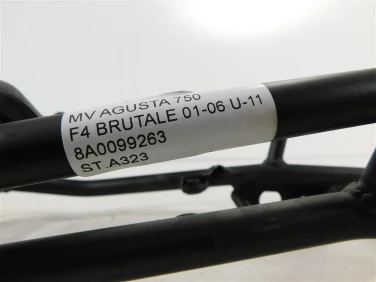 MV AGUSTA 750
F4 BRUTALE 01-06 U-11
8A0099263
ST.A323